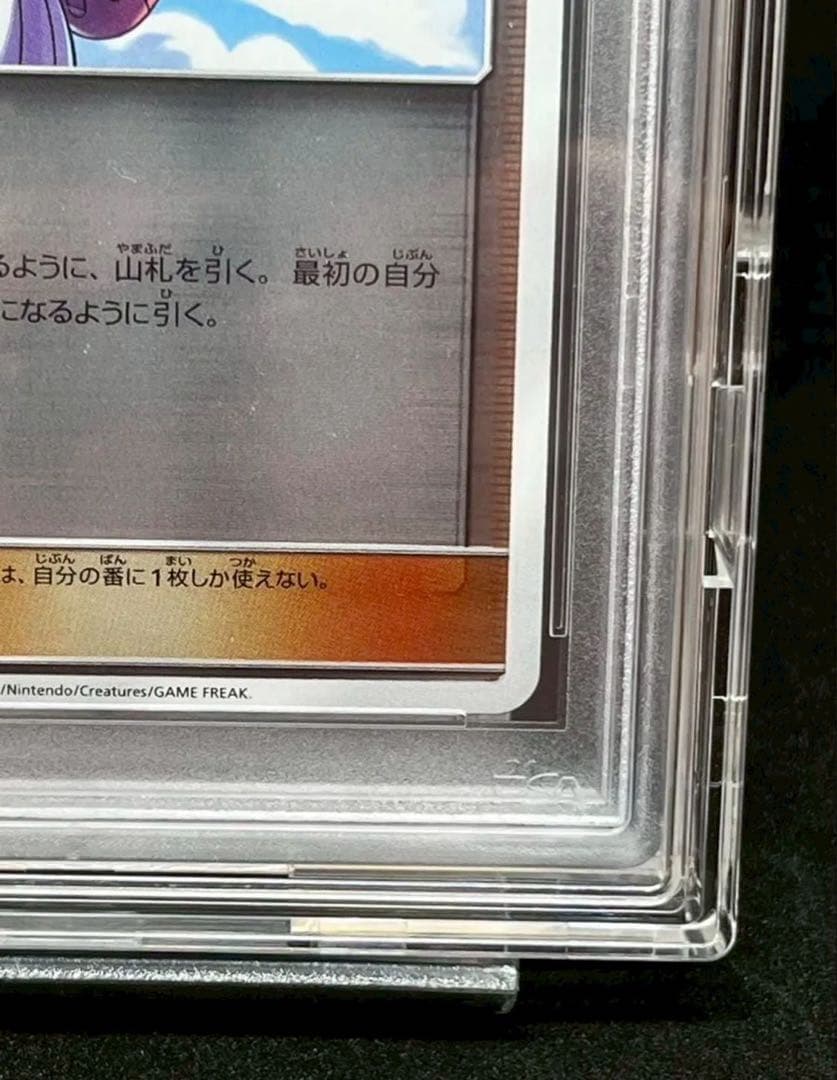 るように、山札を引く。最初の自分
になるように引く。
は、自分の番に1枚しか使えない。
/Nintendo/Creatures/GAME FREAK.